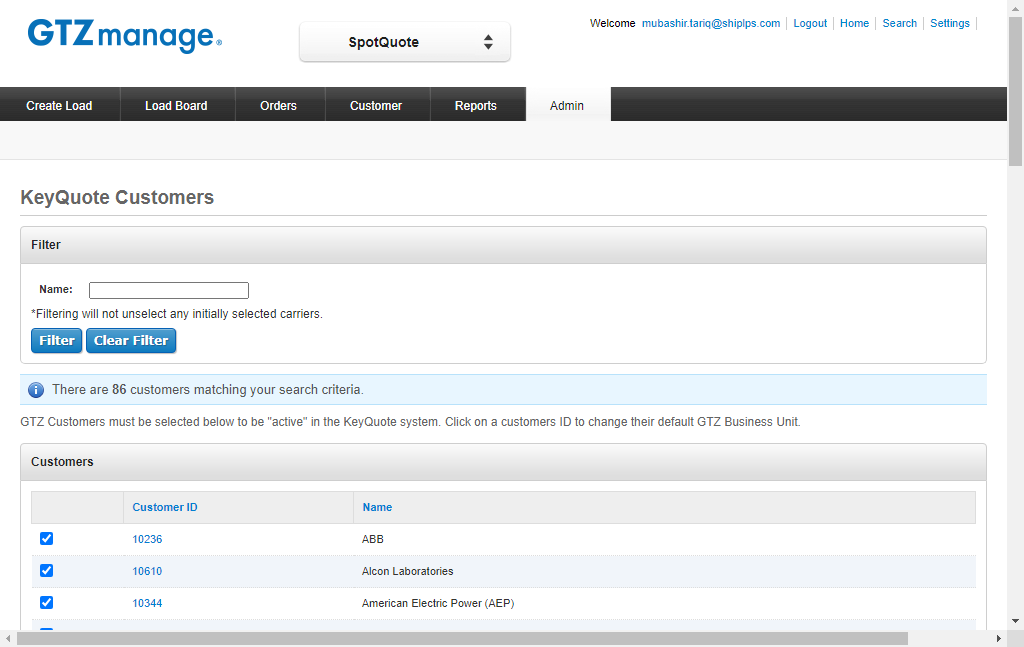 GTZmanage®
SpotQuote
Welcome mubashir.tariq@shiplps.com Logout Home Search Settings
Create Load Load Board Orders Customer Reports Admin
KeyQuote Customers
Filter
Name:
*Filtering will not unselect any initially selected carriers.
Filter Clear Filter
There are 86 customers matching your search criteria.
GTZ Customers must be selected below to be "active" in the KeyQuote system. Click on a customers ID to change their default GTZ Business Unit.
Customers
Customer ID Name
10236 ABB
10610 Alcon Laboratories
10344 American Electric Power (AEP)